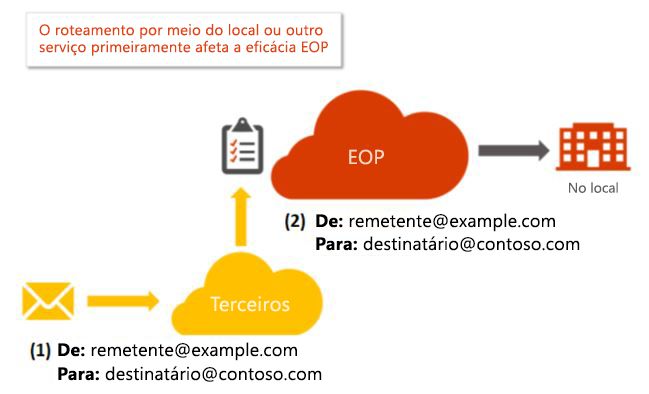 O roteamento por meio do local ou outro
serviço primeiramente afeta a eficácia EOP
EOP
No local
(2) De: remetente@example.com
Para: destinatário@contoso.com
Terceiros
(1) De: remetente@example.com
Para: destinatário@contoso.com